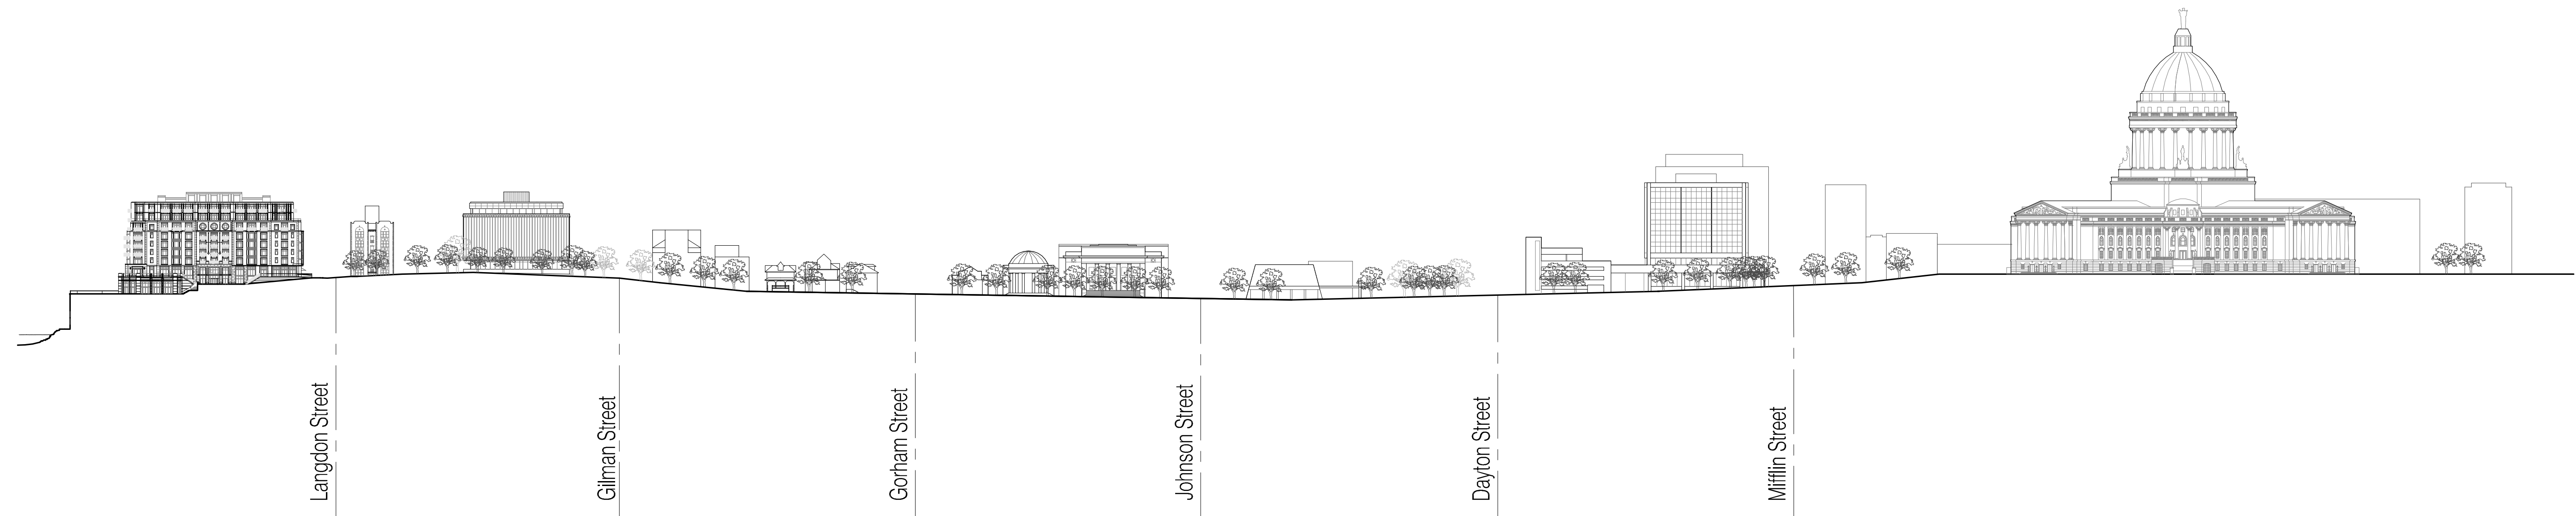 Langdon Street
Gilman Street
Gorham Street
Johnson Street
Dayton Street
Mifflin Street